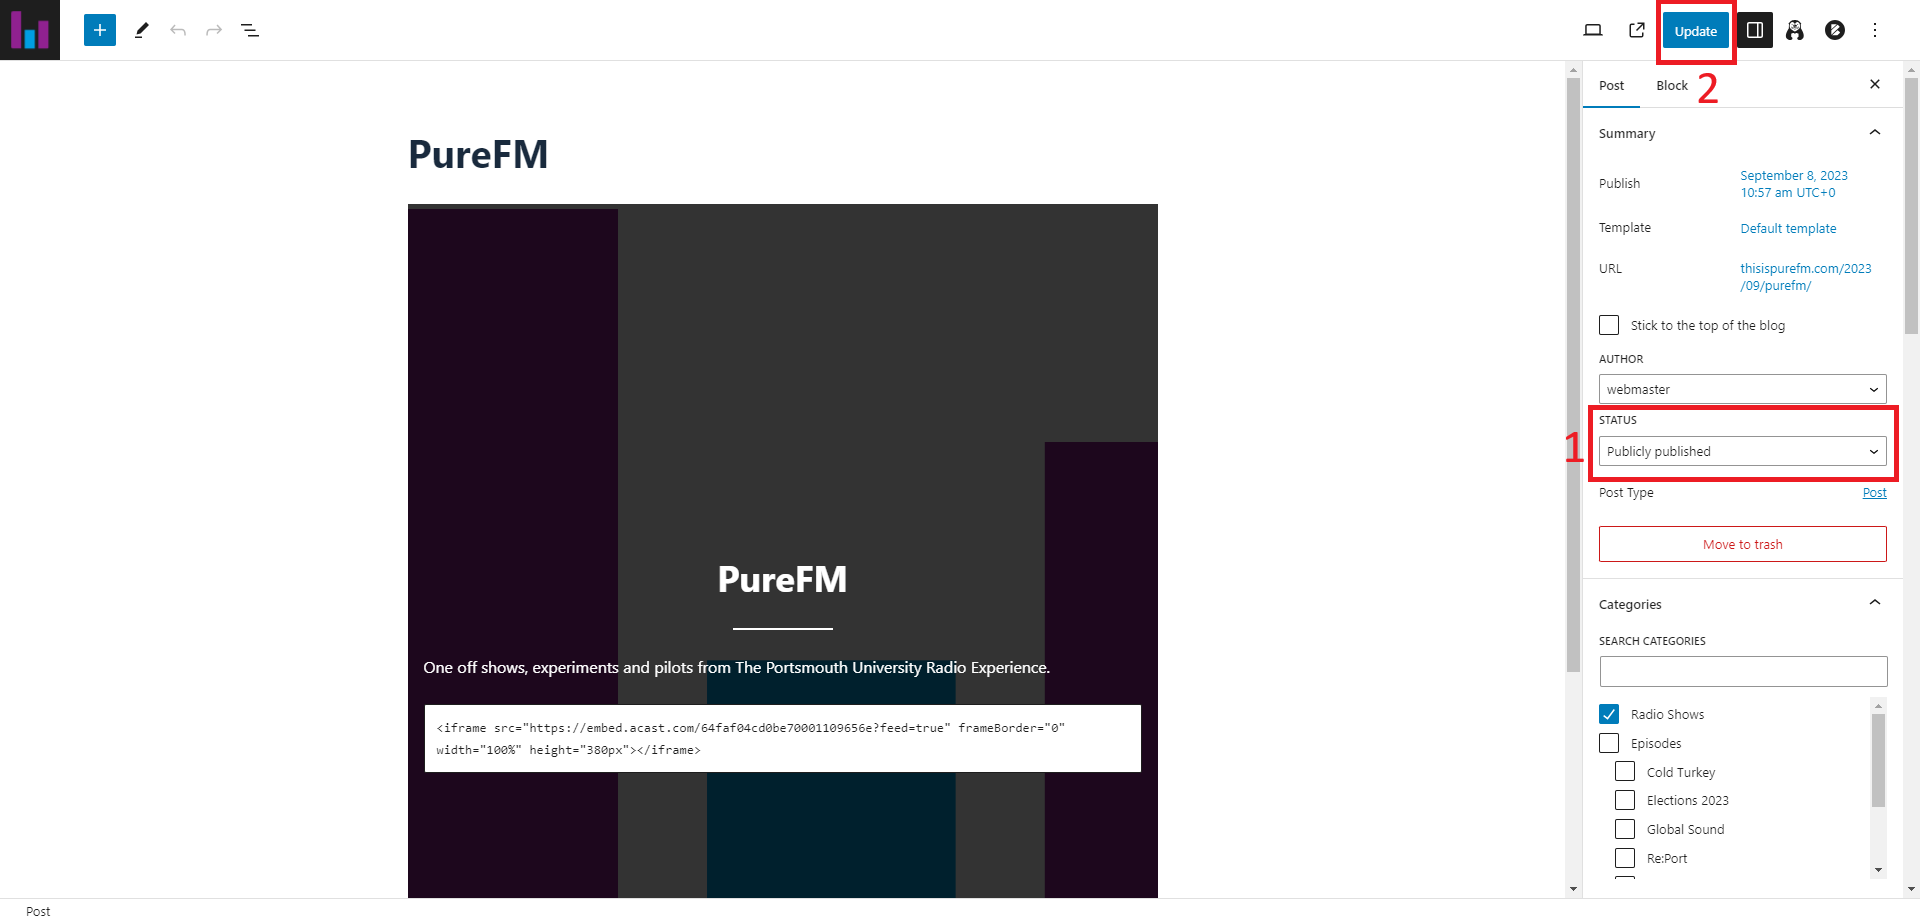 Update
2
Post
Block
Summary
Publish
September 8, 2023
10:57 am UTC+0
Template
Default template
URL
thisispurefm.com/2023
/09/purefm/
Stick to the top of the blog
AUTHOR
webmaster
STATUS
1
Publicly published
Post Type
Post
Move to trash
Categories
SEARCH CATEGORIES
Radio Shows
Episodes
Cold Turkey
Elections 2023
Global Sound
Re:Port
PureFM
PureFM
One off shows, experiments and pilots from The Portsmouth University Radio Experience.
<iframe src="https://embed.acast.com/64faf04cd0be70001109656e?feed=true" frameBorder="0"
width="100%" height="380px"></iframe>
Post